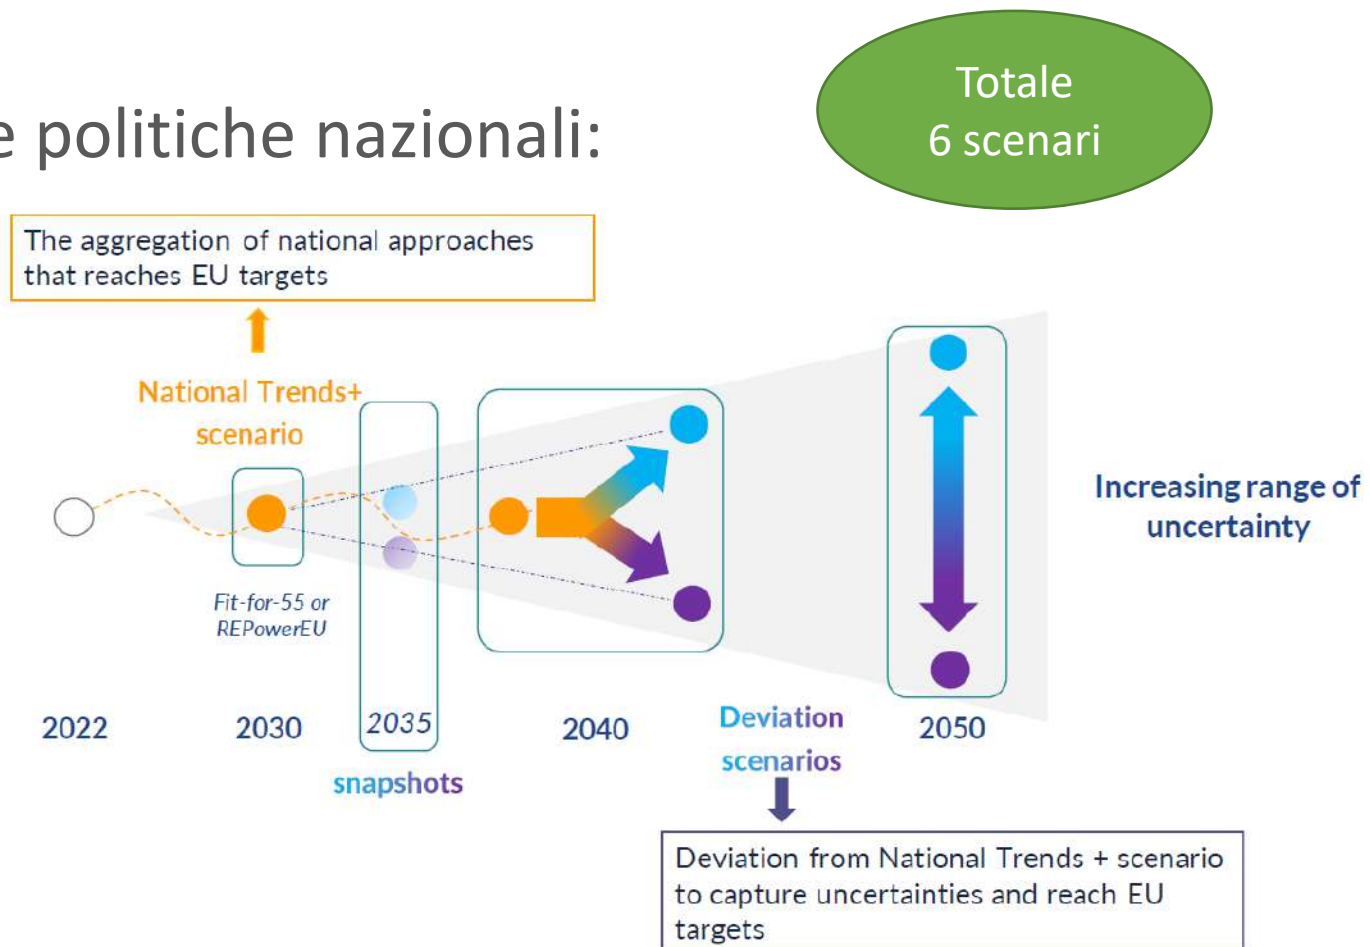 Totale
6 scenari
e politiche nazionali:
The aggregation of national approaches
that reaches EU targets
National Trends+
scenario
Increasing range of
uncertainty
Fit-for-55 or
REPowerEU
2022
2030
2035
2040
Deviation
scenarios
2050
snapshots
Deviation from National Trends + scenario
to capture uncertainties and reach EU
targets